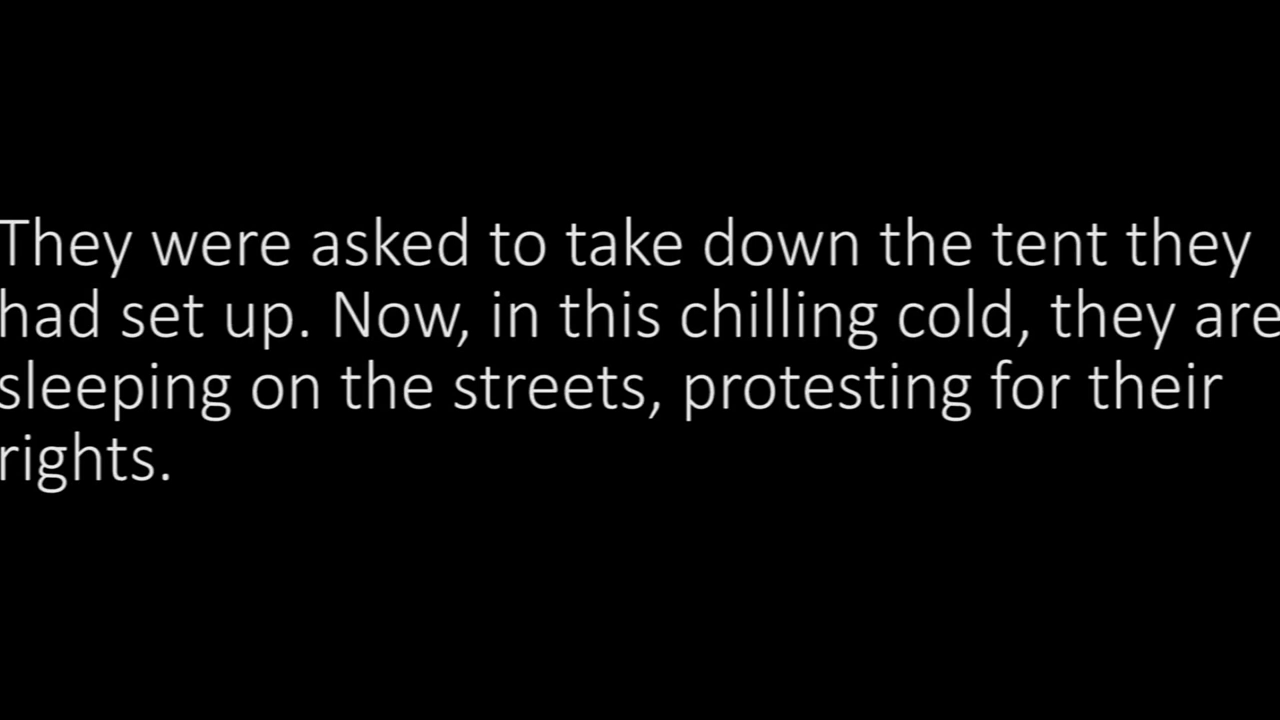 They were asked to take down the tent they
had set up. Now, in this chilling cold, they are
sleeping on the streets, protesting for their
rights.